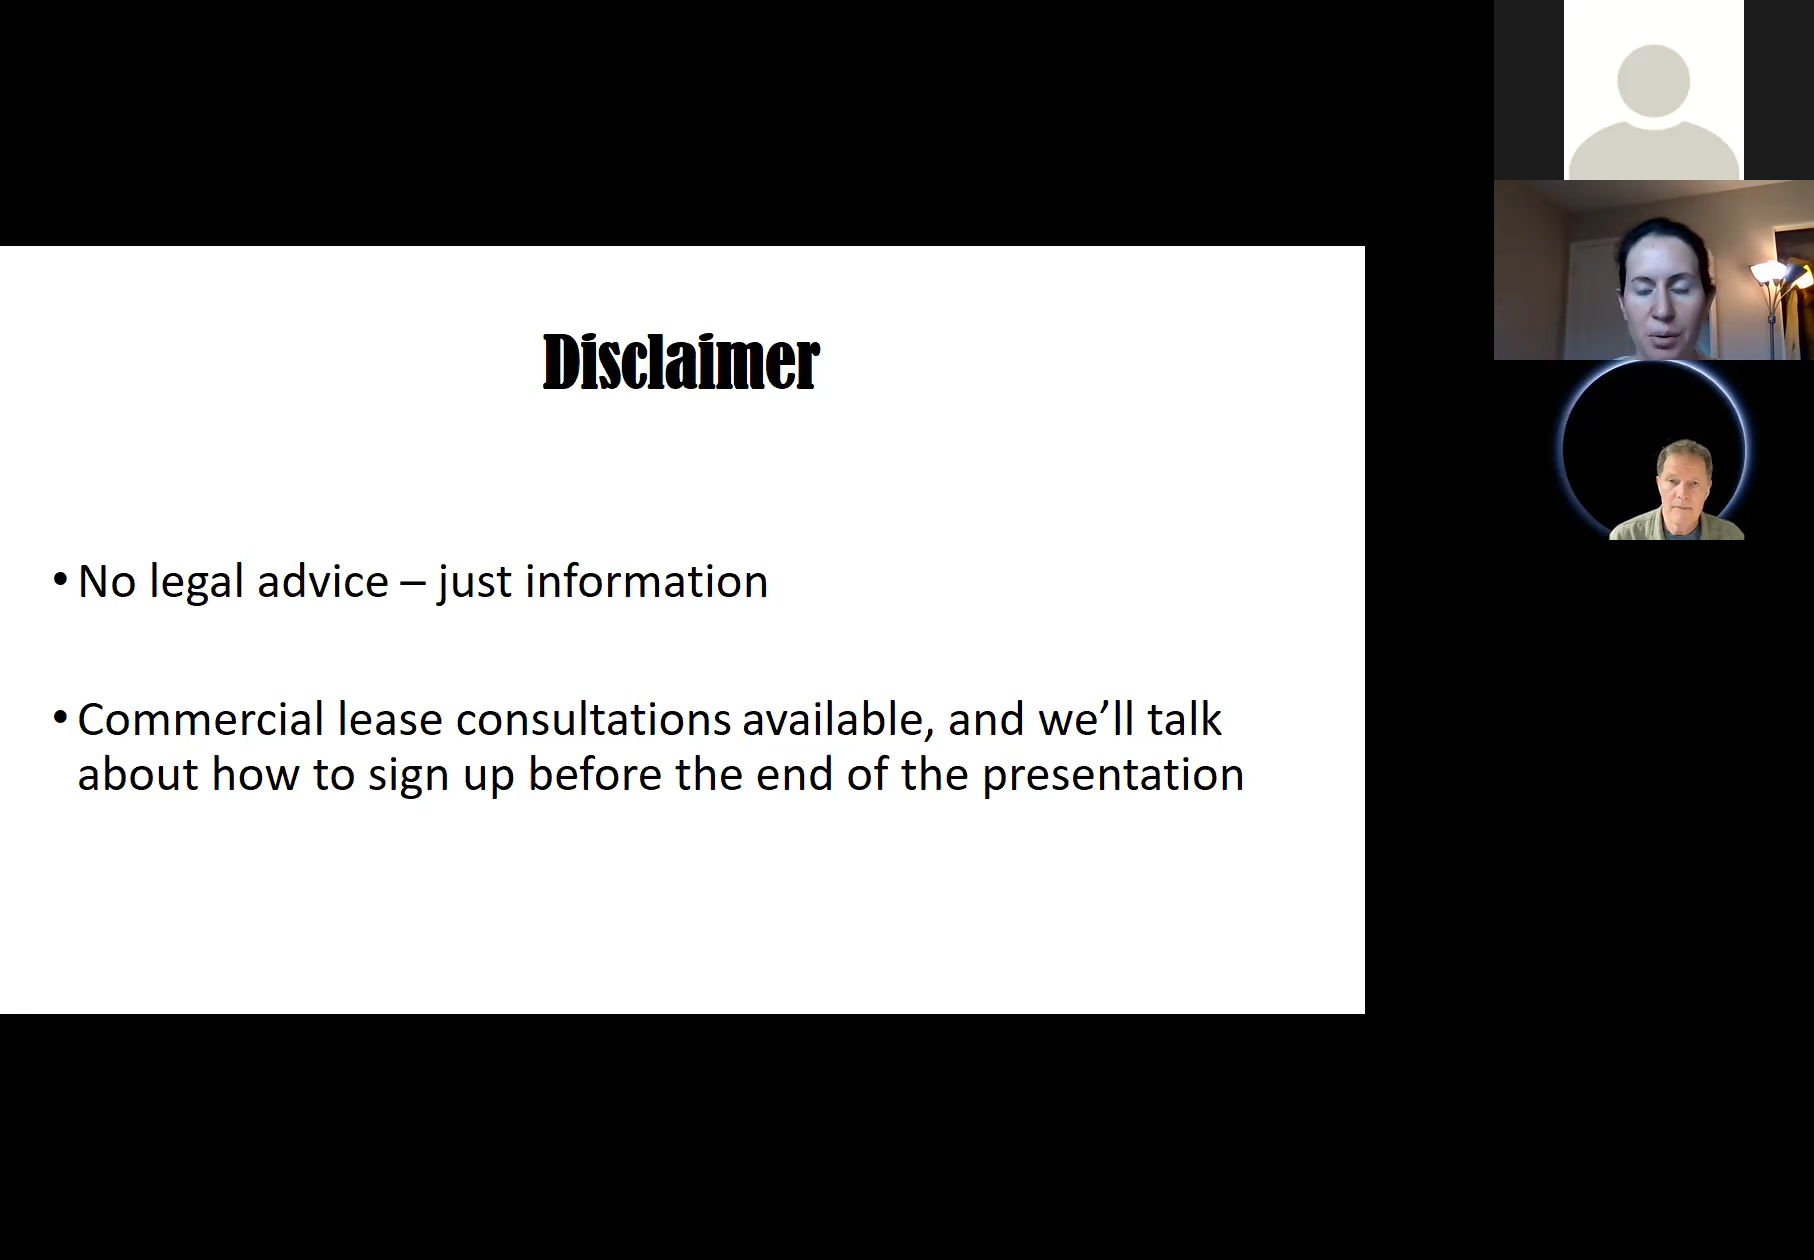 Disclaimer
• No legal advice – just information
• Commercial lease consultations available, and we’ll talk
about how to sign up before the end of the presentation